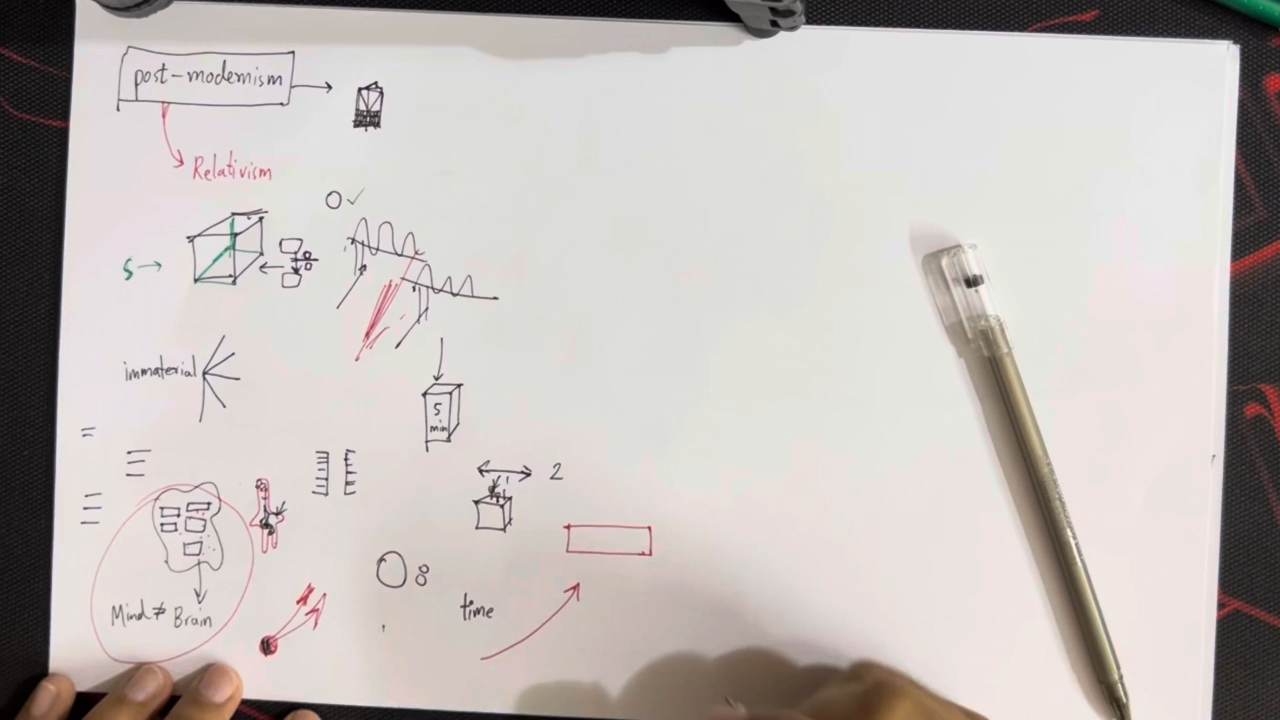 post-modernism
Relativism
S →
immaterial
5
min
2
time
Mind ≠ Brain